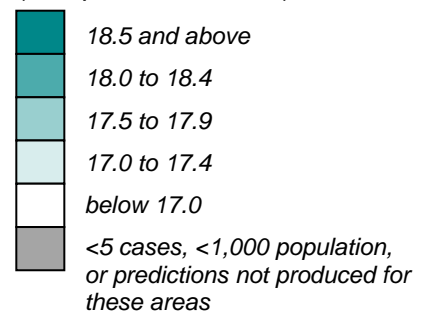 18.5 and above
18.0 to 18.4
17.5 to 17.9
17.0 to 17.4
below 17.0
<5 cases, <1,000 population,
or predictions not produced for
these areas